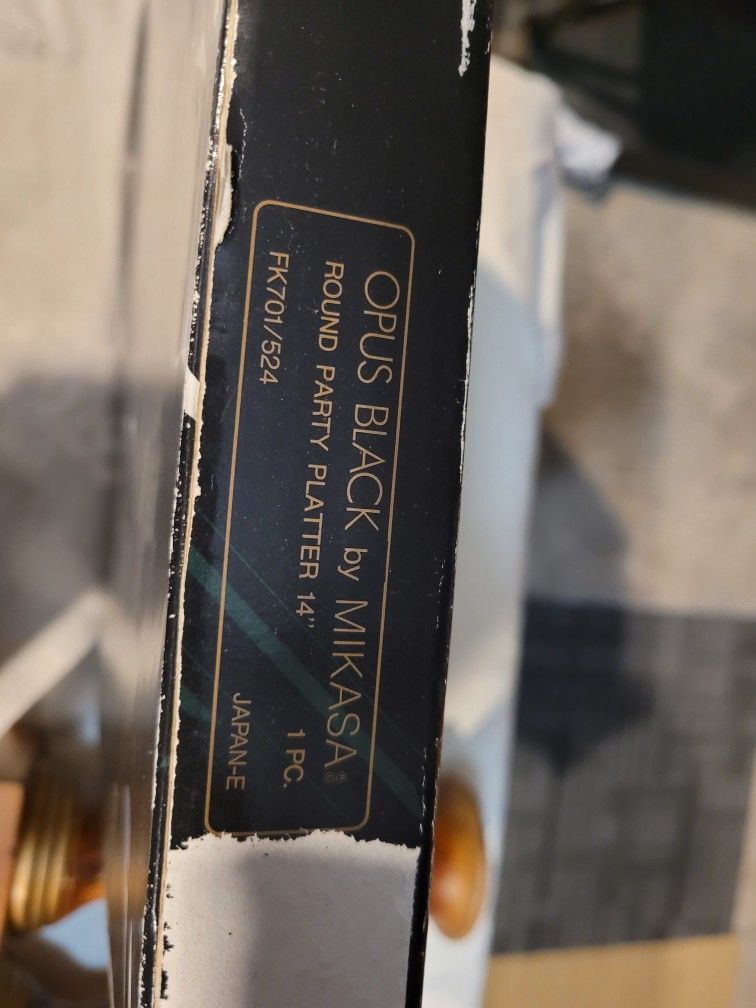 OPUS BLACK by MIKASA®©
ROUND PARTY PLATTER 14" 1 PC.
FK701/524 JAPAN-E